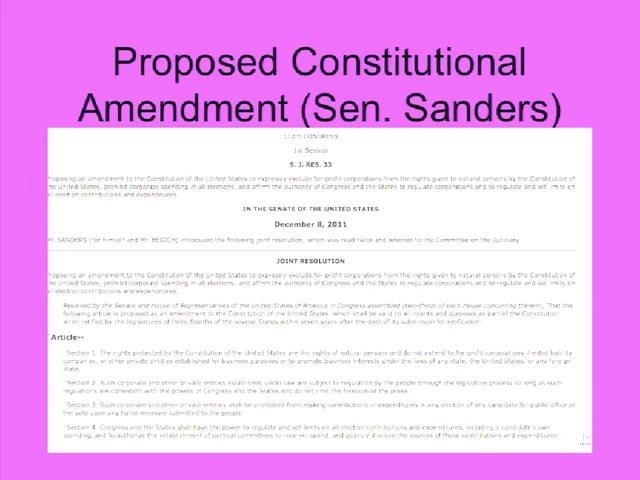 Proposed Constitutional
Amendment (Sen. Sanders)
112th CONGRESS
1st Session
S. J. RES. 33
Proposing an amendment to the Constitution of the United States to expressly exclude for-profit corporations from the rights given to natural persons by the Constitution of
the United States, prohibit corporate spending in all elections, and affirm the authority of Congress and the States to regulate corporations and to regulate and set limits on
all election contributions and expenditures.
IN THE SENATE OF THE UNITED STATES
December 8, 2011
Mr. SANDERS (for himself and Mr. BEGICH) introduced the following joint resolution; which was read twice and referred to the Committee on the Judiciary
JOINT RESOLUTION
Proposing an amendment to the Constitution of the United States to expressly exclude for-profit corporations from the rights given to natural persons by the Constitution of
the United States, prohibit corporate spending in all elections, and affirm the authority of Congress and the States to regulate corporations and to regulate and set limits on
all election contributions and expenditures.
Resolved by the Senate and House of Representatives of the United States of America in Congress assembled (two-thirds of each House concurring therein), That the
following article is proposed as an amendment to the Constitution of the United States, which shall be valid to all intents and purposes as part of the Constitution
when ratified by the legislatures of three-fourths of the several States within seven years after the date of its submission for ratification:
`Article--
`Section 1. The rights protected by the Constitution of the United States are the rights of natural persons and do not extend to for-profit corporations, limited liability
companies, or other private entities established for business purposes or to promote business interests under the laws of any state, the United States, or any foreign
state.
`Section 2. Such corporate and other private entities established under law are subject to regulation by the people through the legislative process so long as such
regulations are consistent with the powers of Congress and the States and do not limit the freedom of the press.
`Section 3. Such corporate and other private entities shall be prohibited from making contributions or expenditures in any election of any candidate for public office or
the vote upon any ballot measure submitted to the people.
`Section 4. Congress and the States shall have the power to regulate and set limits on all election contributions and expenditures, including a candidate's own
spending, and to authorize the establishment of political committees to receive, spend, and publicly disclose the sources of those contributions and expenditures.'.